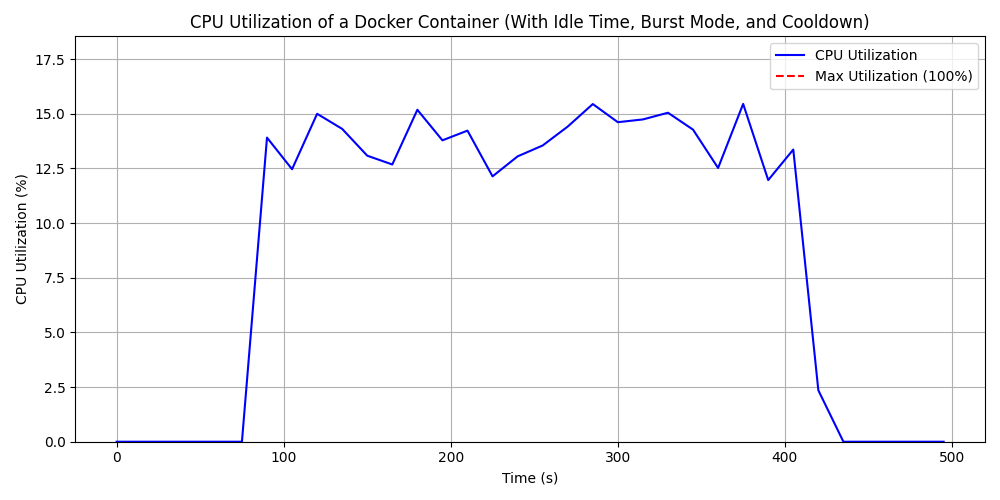 CPU Utilization of a Docker Container (With Idle Time, Burst Mode, and Cooldown)
CPU Utilization
Max Utilization (100%)
CPU Utilization (%)
17.5
15.0
12.5
10.0
7.5
5.0
2.5
0.0
0 100 200 300 400 500
Time (s)